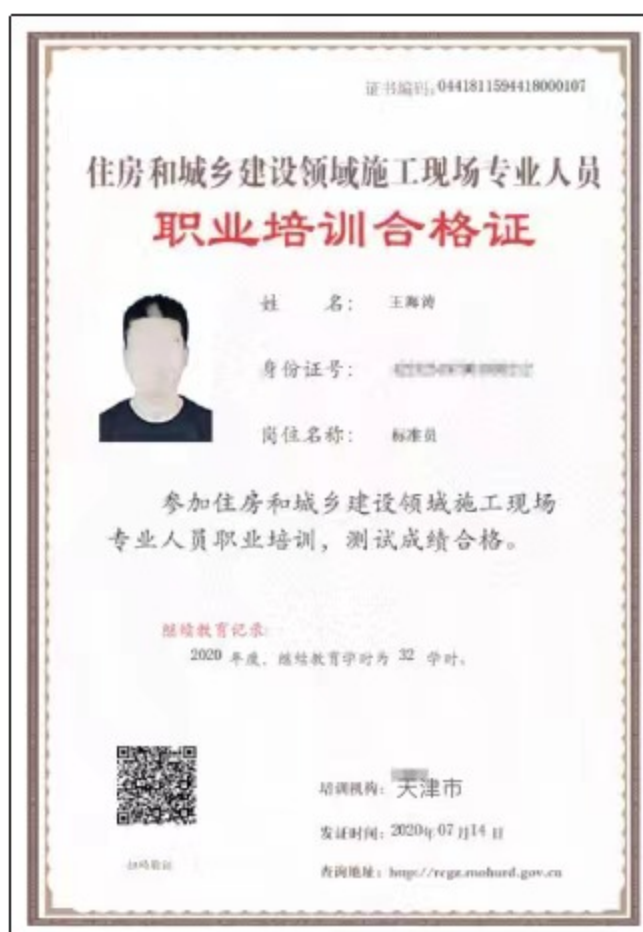 证书编码:0441811594418000107
住房和城乡建设领域施工现场专业人员
职业培训合格证
姓 名: 王海涛
身份证号:
岗位名称: 标准员
参加住房和城乡建设领域施工现场
专业人员职业培训，测试成绩合格。
继续教育记录:
2020 年度，继续教育学时为 32 学时。
培训机构: 天津市
发证时间: 2020年 07 月14 日
扫码验证
查询地址: http://rcgz.mohurd.gov.cn